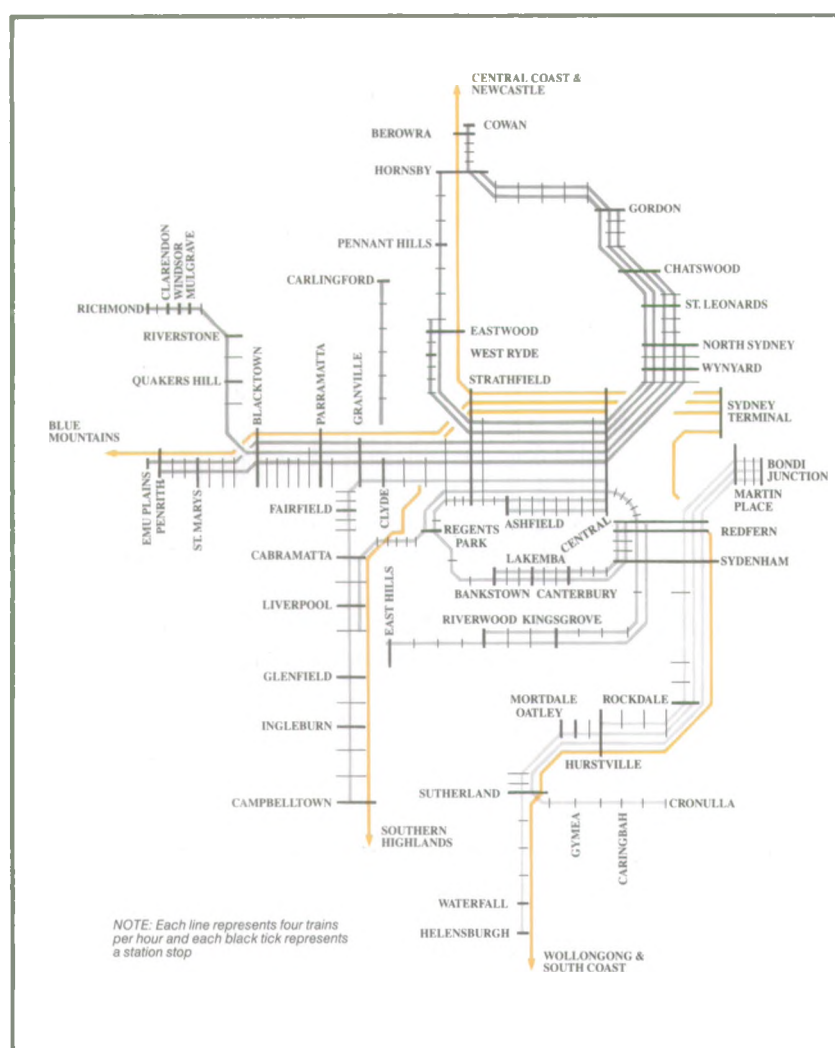 CENTRAL COAST &
NEWCASTLE
COWAN
BEROWRA
HORNSBY
GORDON
PENNANT HILLS
CHATSWOOD
CARLINGFORD
CLARENDON
WINDSOR
MULGRAVE
RICHMOND
ST. LEONARDS
RIVERSTONE
EASTWOOD
NORTH SYDNEY
WEST RYDE
WYNYARD
QUAKERS HILL
BLACKTOWN
PARRAMATTA
GRANVILLE
STRATHFIELD
SYDNEY
TERMINAL
BLUE
MOUNTAINS
BONDI
JUNCTION
MARTIN
PLACE
EMU PLAINS
PENRITH
ST. MARYS
FAIRFIELD
CLYDE
REGENTS
PARK
ASHFIELD
CENTRAL
REDFERN
CABRAMATTA
LAKEMBA
SYDENHAM
BANKSTOWN
CANTERBURY
LIVERPOOL
EAST HILLS
RIVERWOOD
KINGSGROVE
GLENFIELD
MORTDALE
OATLEY
ROCKDALE
INGLEBURN
HURSTVILLE
SUTHERLAND
CAMPBELLTOWN
CRONULLA
GYMEA
CARINGBAH
SOUTHERN
HIGHLANDS
WATERFALL
HELENSBURGH
NOTE: Each line represents four trains
per hour and each black tick represents
a station stop
WOLLONGONG &
SOUTH COAST